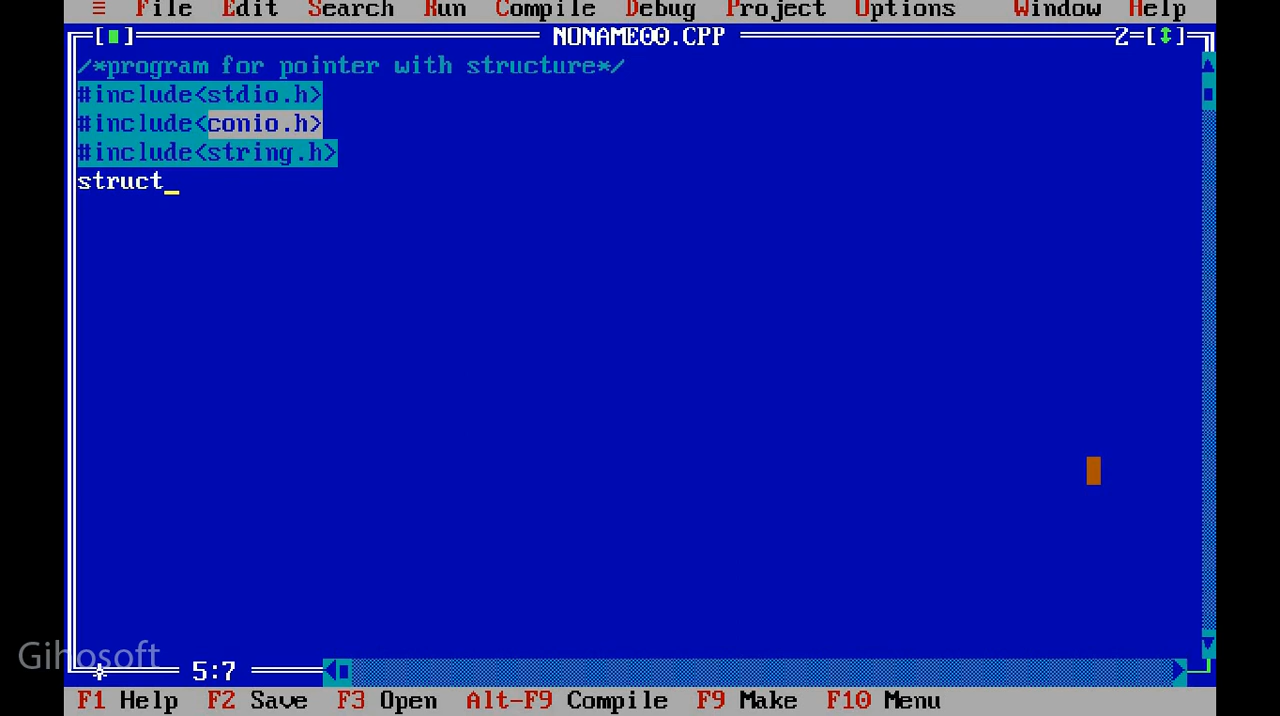 ≡ File Edit Search Run Compile Debug Project Options Window Help
[■] NONAME00.CPP 2=[↕]
/*program for pointer with structure*/
#include<stdio.h>
#include<conio.h>
#include<string.h>
struct_
Gihosoft
* 5:7
F1 Help F2 Save F3 Open Alt-F9 Compile F9 Make F10 Menu